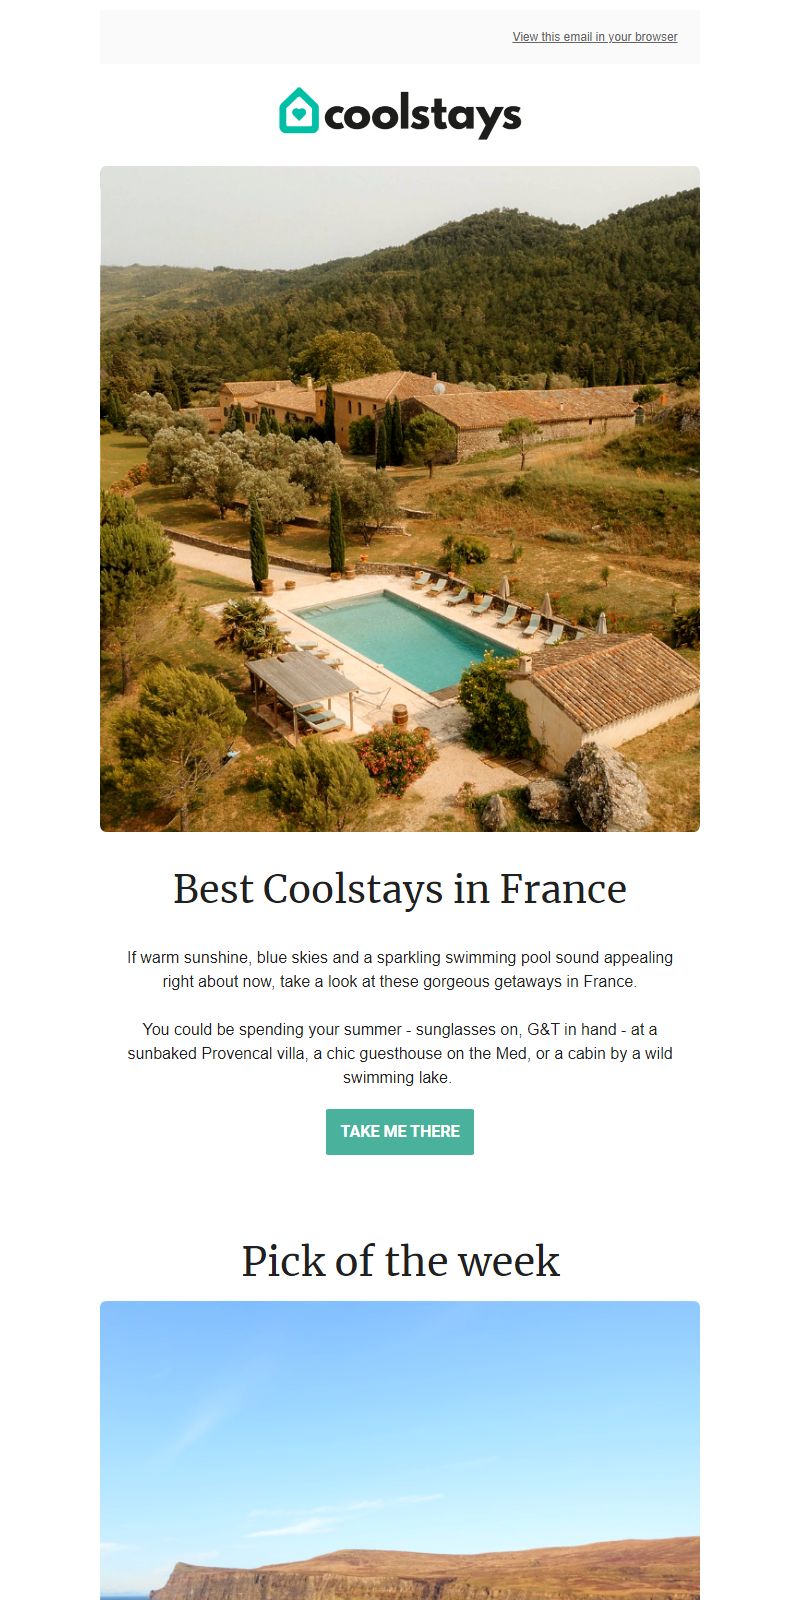 View this email in your browser
coolstays
Best Coolstays in France
If warm sunshine, blue skies and a sparkling swimming pool sound appealing
right about now, take a look at these gorgeous getaways in France.
You could be spending your summer - sunglasses on, G&T in hand - at a
sunbaked Provencal villa, a chic guesthouse on the Med, or a cabin by a wild
swimming lake.
TAKE ME THERE
Pick of the week